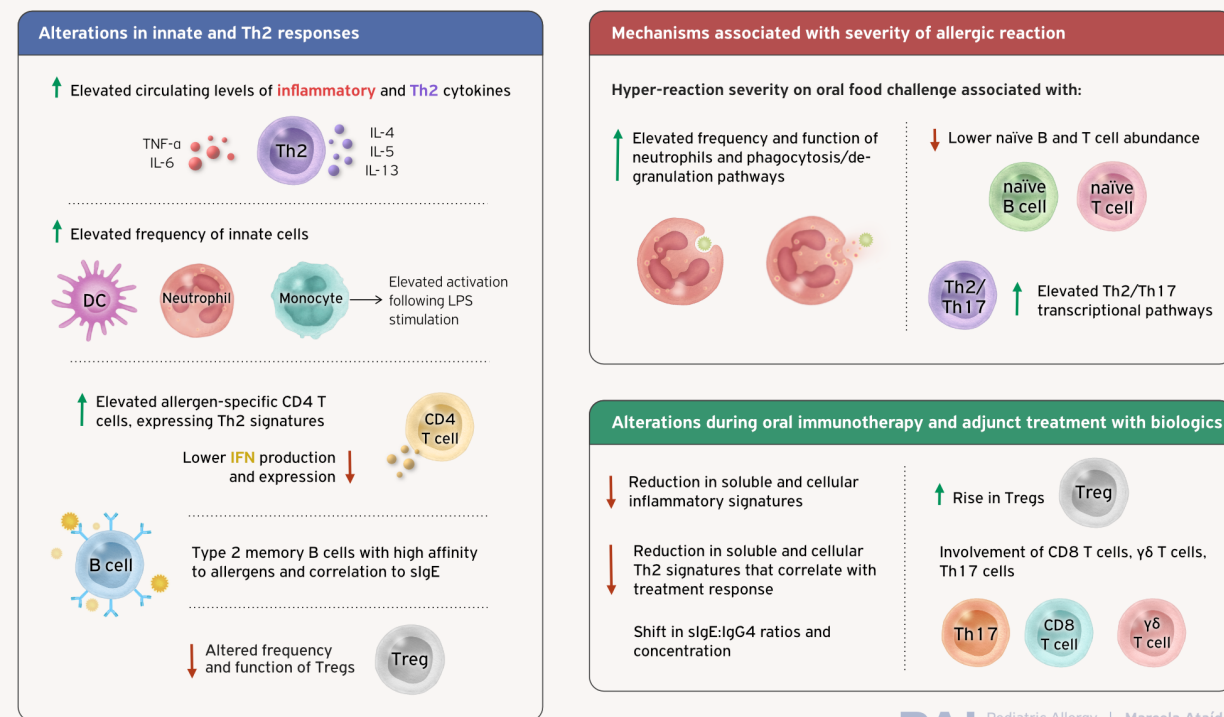 Alterations in innate and Th2 responses
Elevated circulating levels of inflammatory and Th2 cytokines
TNF-α
IL-6
Th2
IL-4
IL-5
IL-13
Elevated frequency of innate cells
DC
Neutrophil
Monocyte
Elevated activation
following LPS
stimulation
Elevated allergen-specific CD4 T
cells, expressing Th2 signatures
CD4
T cell
Lower IFN production
and expression
B cell
Type 2 memory B cells with high affinity
to allergens and correlation to sIgE
Altered frequency
and function of Tregs
Treg
Mechanisms associated with severity of allergic reaction
Hyper-reaction severity on oral food challenge associated with:
Elevated frequency and function of
neutrophils and phagocytosis/de-
granulation pathways
Lower naïve B and T cell abundance
naïve
B cell
naïve
T cell
Th2/
Th17
Elevated Th2/Th17
transcriptional pathways
Alterations during oral immunotherapy and adjunct treatment with biologics
Reduction in soluble and cellular
inflammatory signatures
Reduction in soluble and cellular
Th2 signatures that correlate with
treatment response
Shift in sIgE:IgG4 ratios and
concentration
Rise in Tregs
Treg
Involvement of CD8 T cells, γδ T cells,
Th17 cells
Th17
CD8
T cell
γδ
T cell
PAI Pediatric Allergy |